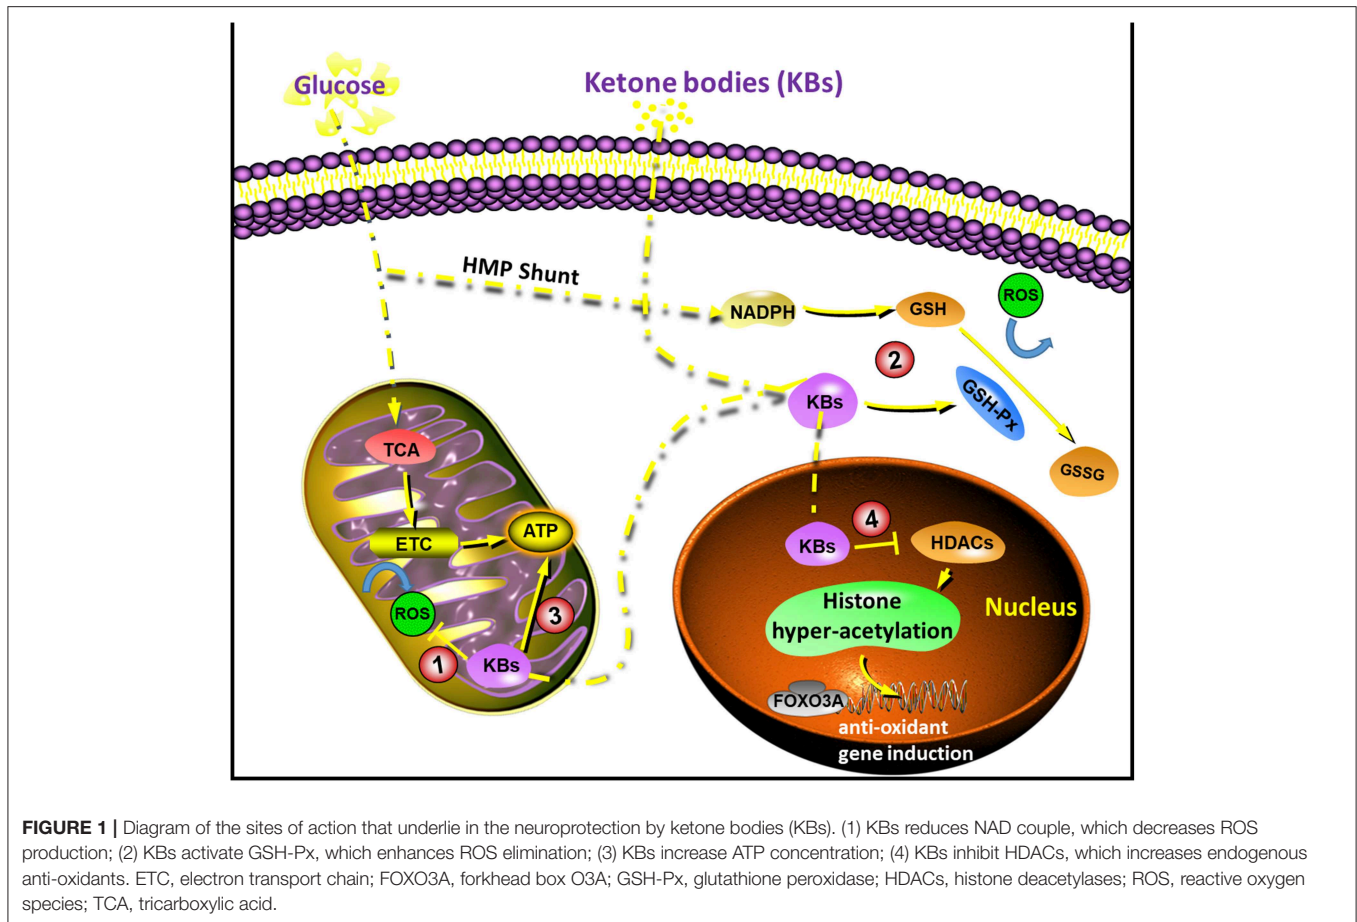 Glucose
Ketone bodies (KBs)
HMP Shunt
NADPH
GSH
ROS
2
KBs
GSH-Px
GSSG
TCA
ETC
ATP
ROS
3
1
KBs
4
KBs
HDACs
Histone
hyper-acetylation
Nucleus
FOXO3A
anti-oxidant
gene induction
FIGURE 1 | Diagram of the sites of action that underlie in the neuroprotection by ketone bodies (KBs). (1) KBs reduces NAD couple, which decreases ROS
production; (2) KBs activate GSH-Px, which enhances ROS elimination; (3) KBs increase ATP concentration; (4) KBs inhibit HDACs, which increases endogenous
anti-oxidants. ETC, electron transport chain; FOXO3A, forkhead box O3A; GSH-Px, glutathione peroxidase; HDACs, histone deacetylases; ROS, reactive oxygen
species; TCA, tricarboxylic acid.